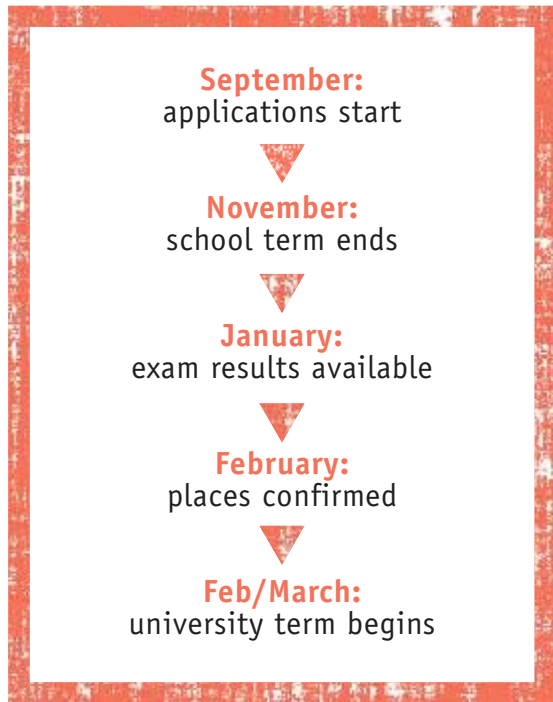 September:
applications start
November:
school term ends
January:
exam results available
February:
places confirmed
Feb/March:
university term begins